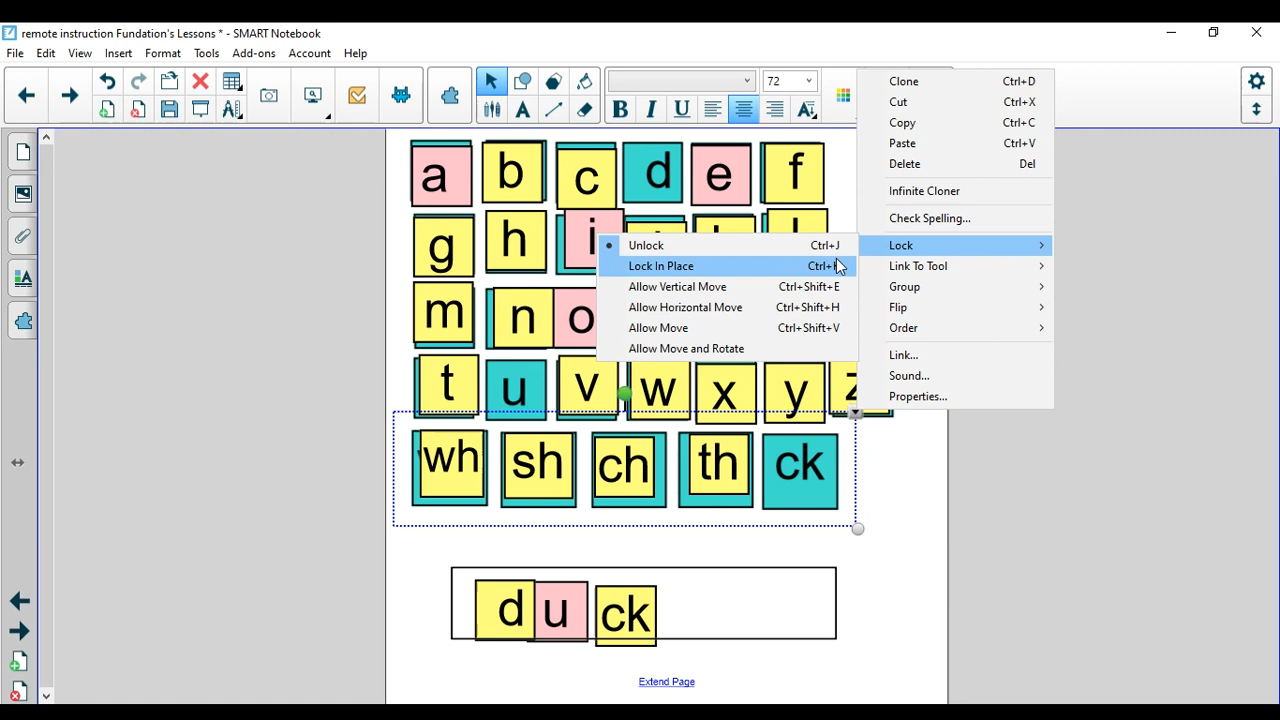 remote instruction Fundation's Lessons * - SMART Notebook
File Edit View Insert Format Tools Add-ons Account Help
72
B I U A
Clone Ctrl+D
Cut Ctrl+X
Copy Ctrl+C
Paste Ctrl+V
Delete Del
Infinite Cloner
Check Spelling...
Lock
Link To Tool
Group
Flip
Order
Link...
Sound...
Properties...
Unlock Ctrl+J
Lock In Place
Allow Vertical Move Ctrl+Shift+E
Allow Horizontal Move Ctrl+Shift+H
Allow Move Ctrl+Shift+V
Allow Move and Rotate
a b c d e f
g h i
m n o
t u v w x y z
wh sh ch th ck
d u ck
Extend Page